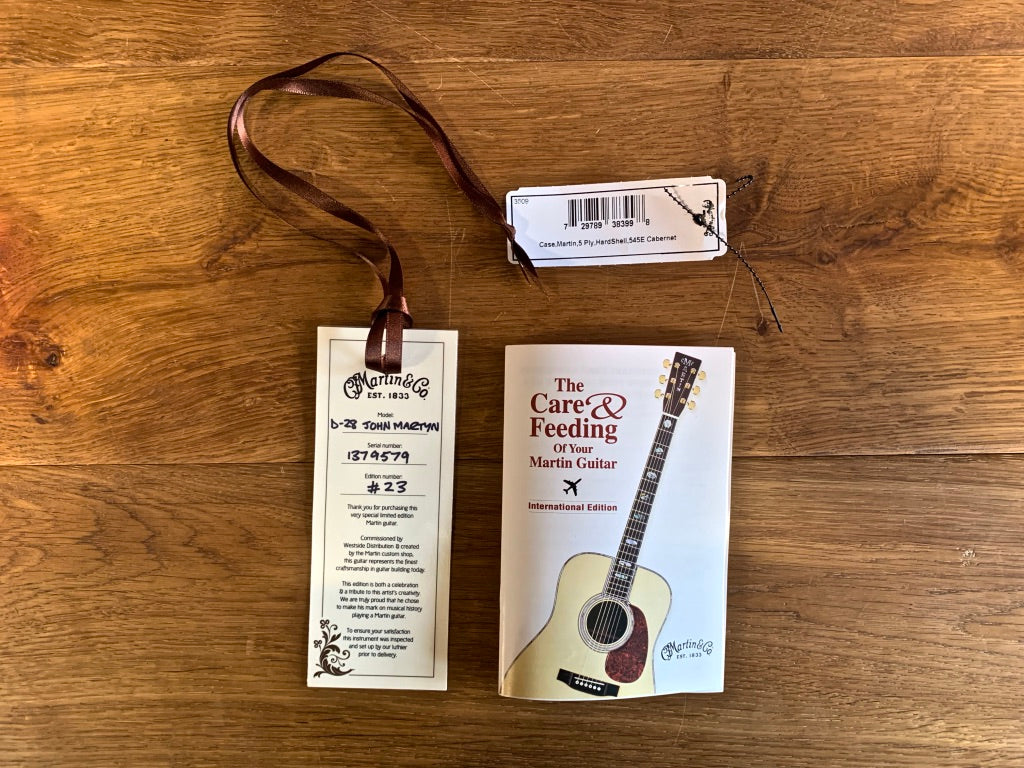 3509
7 29789 38399 8
Case,Martin,5 Ply,HardShell,545E Cabernet
CFMartin & Co.
EST. 1833
Model:
D-28 JOHN MARTYN
Serial number:
1379579
Edition number:
#23
Thank you for purchasing this
very special limited edition
Martin guitar.
Commissioned by
Westside Distribution & created
by the Martin custom shop,
this guitar represents the finest
craftsmanship in guitar building today.
This edition is both a celebration
& a tribute to this artist's creativity.
We are truly proud that he chose
to make his mark on musical history
playing a Martin guitar.
To ensure your satisfaction
this instrument was inspected
and set up by our luthier
prior to delivery.
The
Care &
Feeding
Of Your
Martin Guitar
International Edition
CF
MARTIN
CFMartin & Co.
EST. 1833